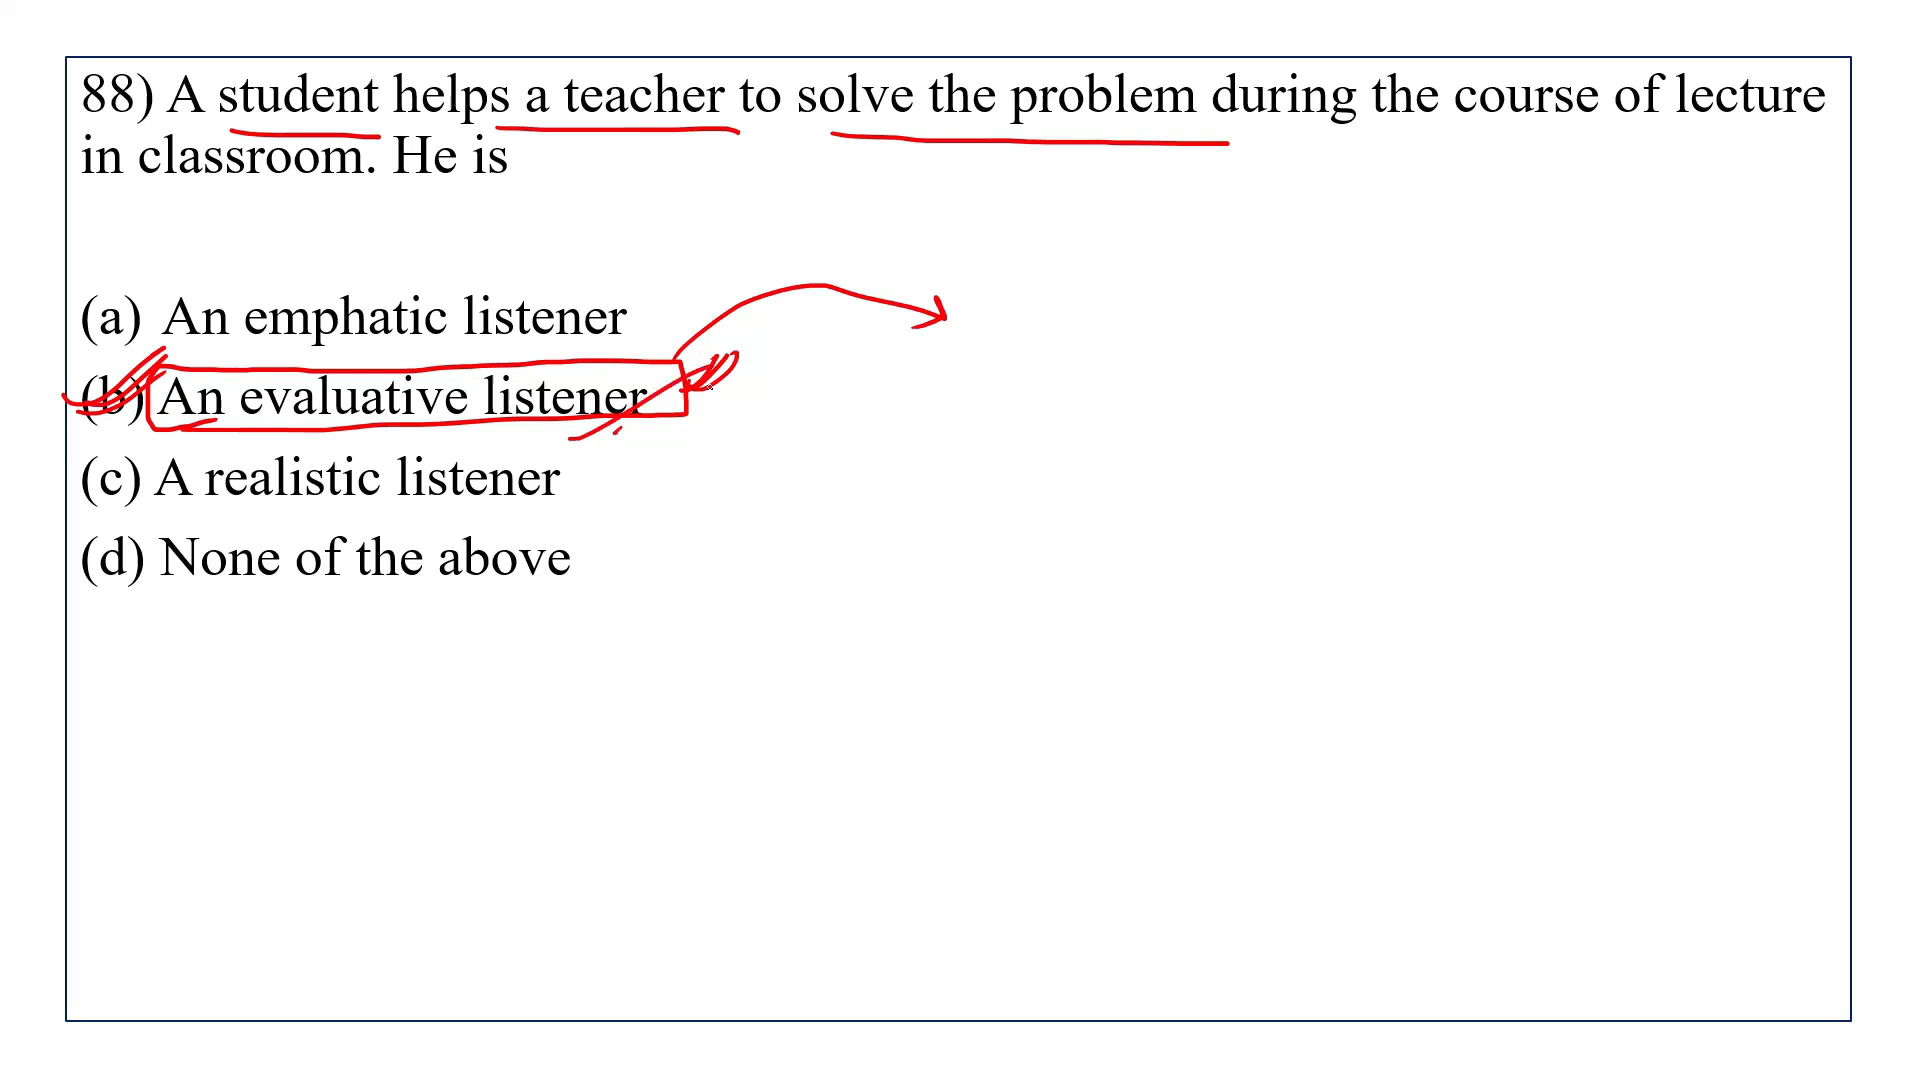 88) A student helps a teacher to solve the problem during the course of lecture
in classroom. He is
(a) An emphatic listener
(b) An evaluative listener
(c) A realistic listener
(d) None of the above